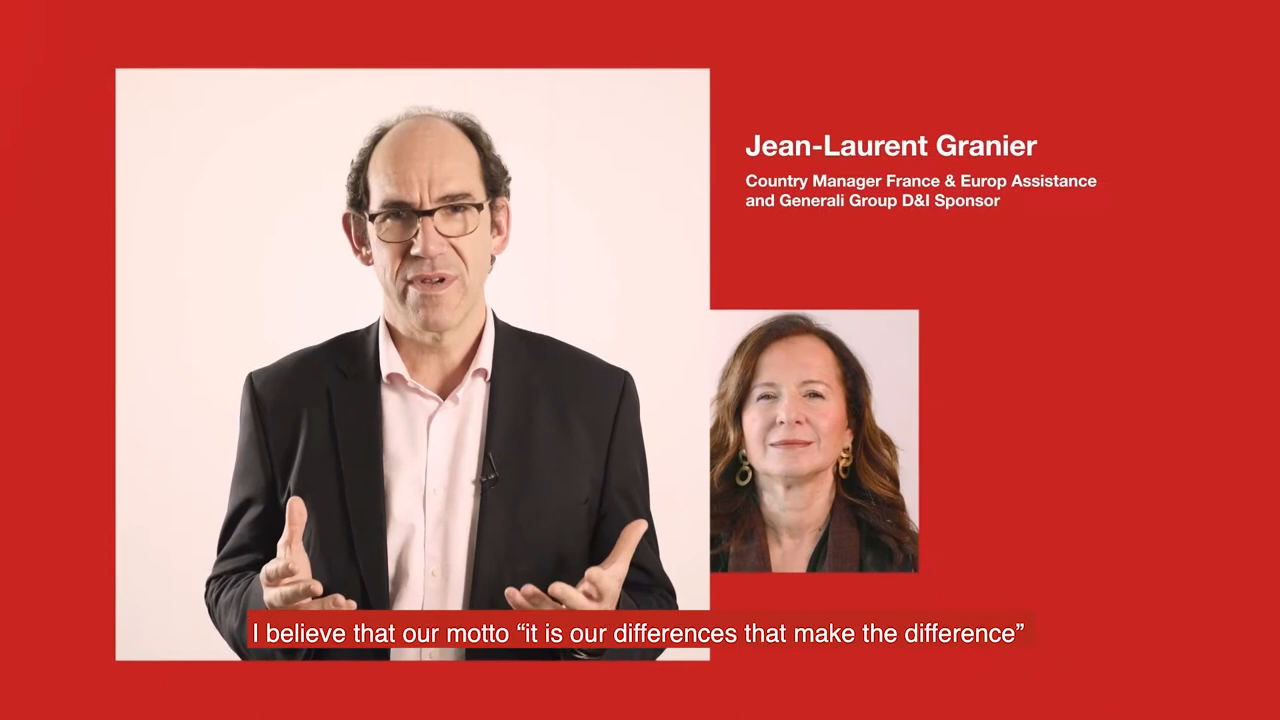 Jean-Laurent Granier
Country Manager France & Europ Assistance
and Generali Group D&I Sponsor
I believe that our motto “it is our differences that make the difference”